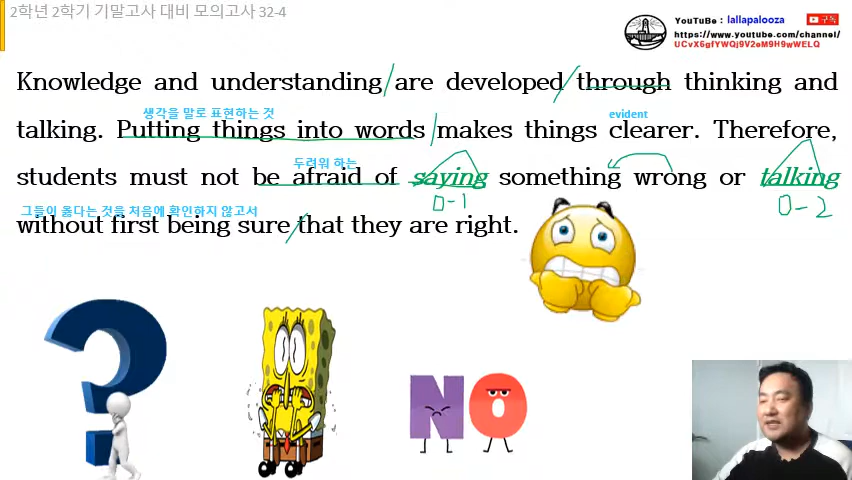 2학년 2학기 기말고사 대비 모의고사 32-4
YouTuBe : lallapalooza
구독
https://www.youtube.com/channel/
UCvX6gfYWQj9V2eM9H9wWELQ
Knowledge and understanding are developed through thinking and
생각을 말로 표현하는 것
evident
talking. Putting things into words makes things clearer. Therefore,
두려워 하는
students must not be afraid of saying something wrong or talking
0-1
0-2
그들이 옳다는 것을 처음에 확인하지 않고서
without first being sure that they are right.
NO